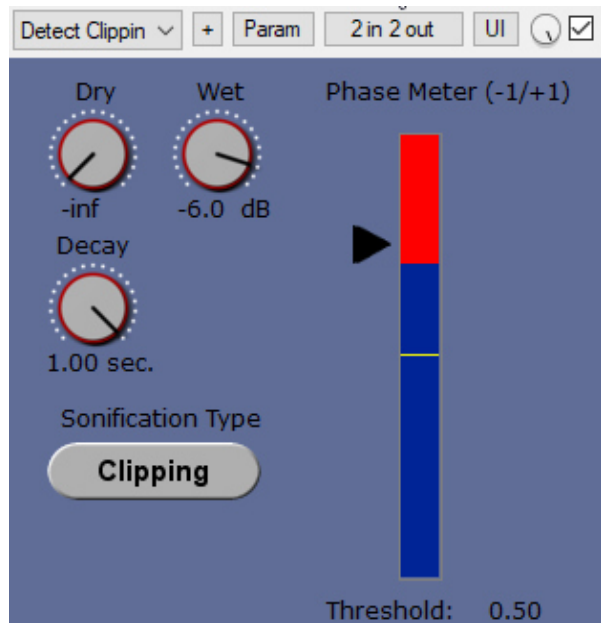 Detect Clippin + Param 2 in 2 out UI
Dry Wet Phase Meter (-1/+1)
-inf -6.0 dB
Decay
1.00 sec.
Sonification Type
Clipping
Threshold: 0.50